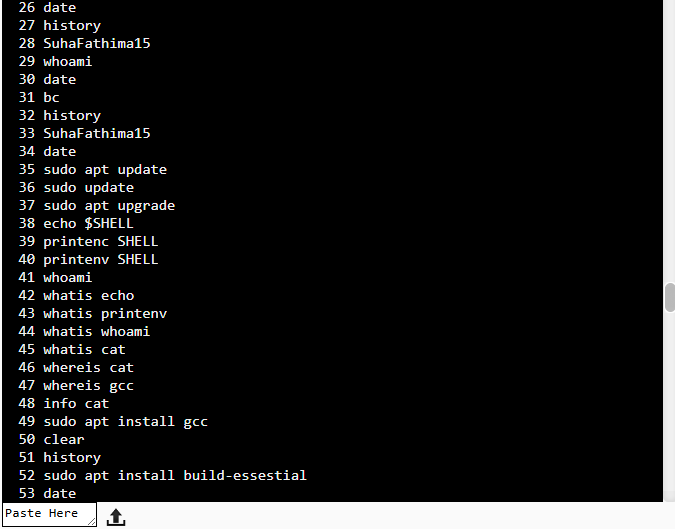 26 date
27 history
28 SuhaFathima15
29 whoami
30 date
31 bc
32 history
33 SuhaFathima15
34 date
35 sudo apt update
36 sudo update
37 sudo apt upgrade
38 echo $SHELL
39 printenc SHELL
40 printenv SHELL
41 whoami
42 whatis echo
43 whatis printenv
44 whatis whoami
45 whatis cat
46 whereis cat
47 whereis gcc
48 info cat
49 sudo apt install gcc
50 clear
51 history
52 sudo apt install build-essestial
53 date
Paste Here